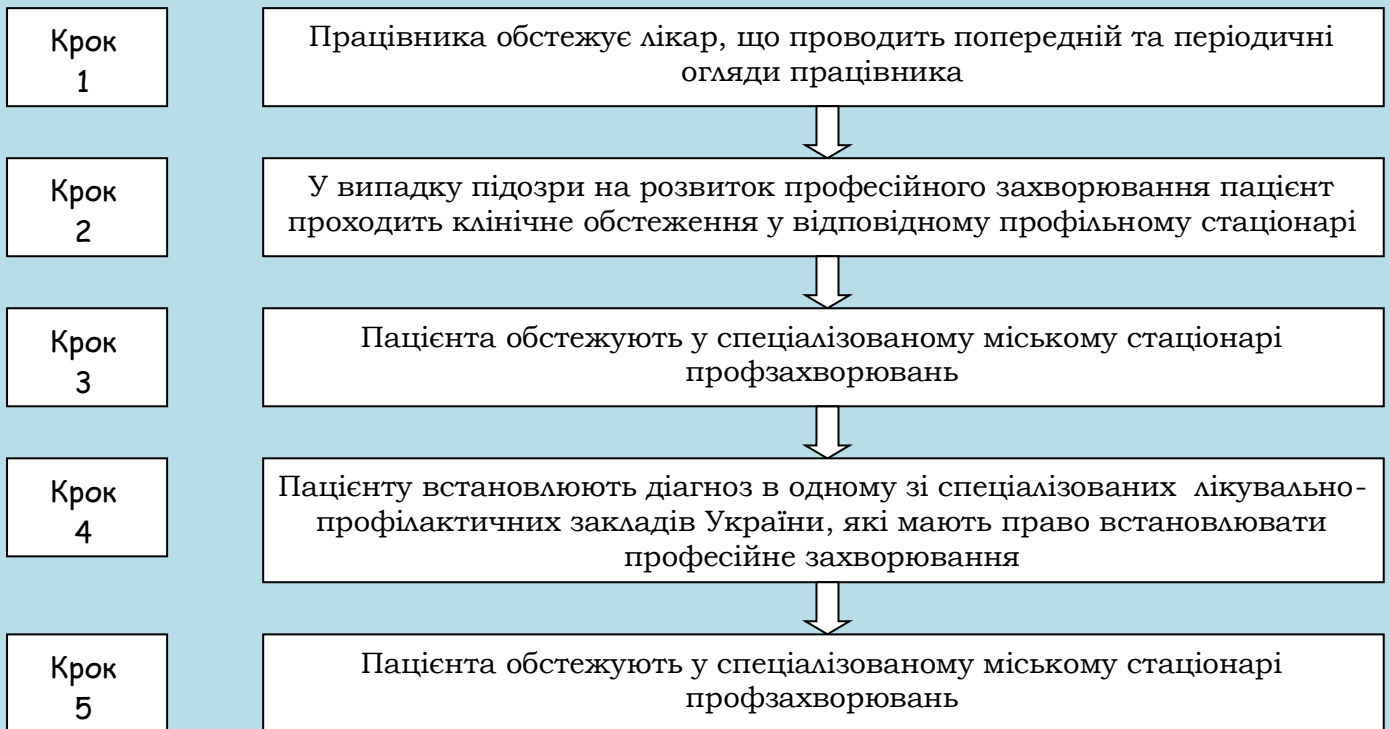 Крок
1
Працівника обстежує лікар, що проводить попередній та періодичні
огляди працівника
Крок
2
У випадку підозри на розвиток професійного захворювання пацієнт
проходить клінічне обстеження у відповідному профільному стаціонарі
Крок
3
Пацієнта обстежують у спеціалізованому міському стаціонарі
профзахворювань
Крок
4
Пацієнту встановлюють діагноз в одному зі спеціалізованих лікувально-
профілактичних закладів України, які мають право встановлювати
професійне захворювання
Крок
5
Пацієнта обстежують у спеціалізованому міському стаціонарі
профзахворювань